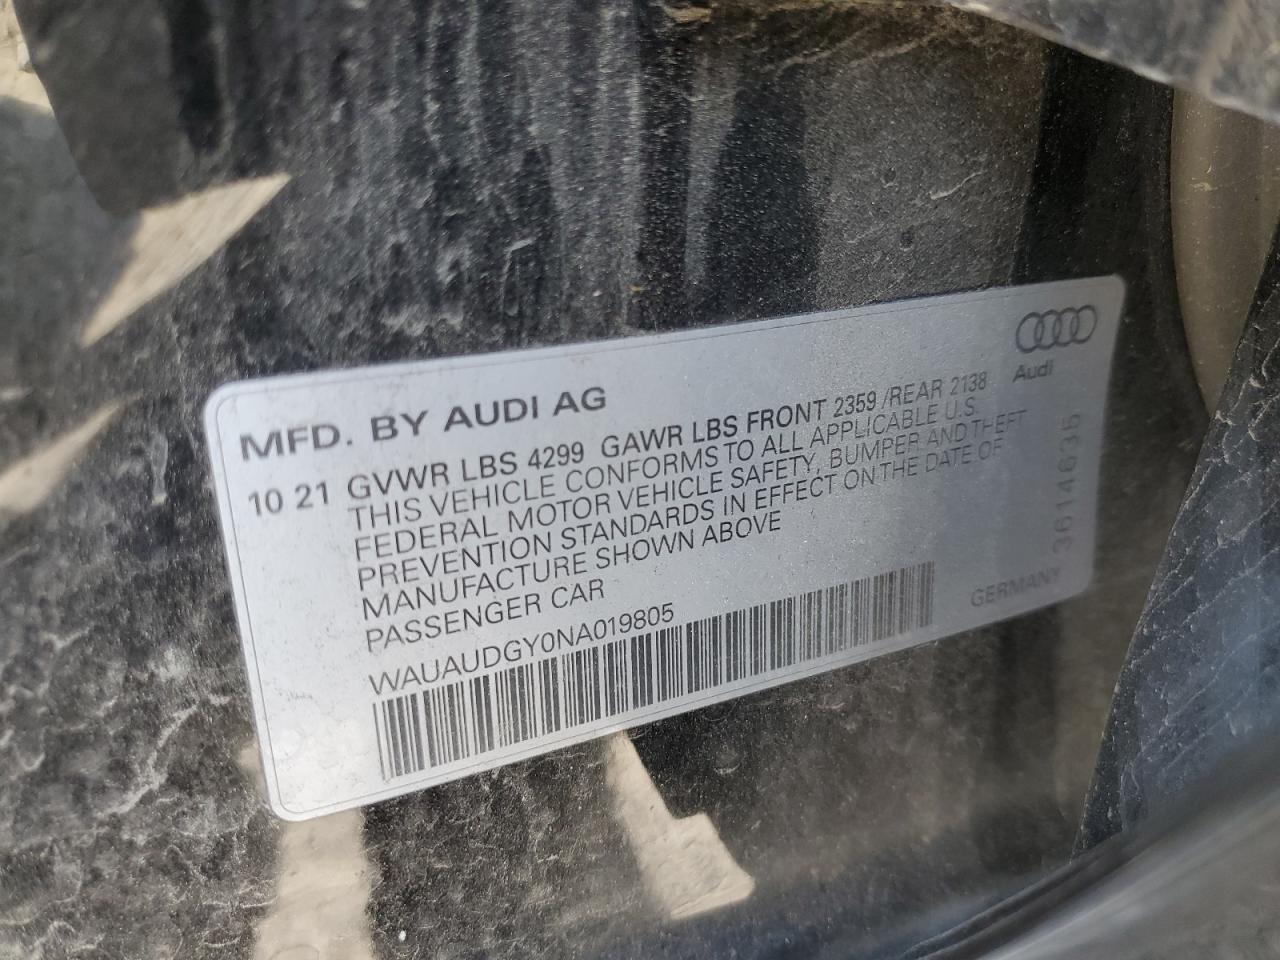 MFD. BY AUDI AG
Audi
10 21 GVWR LBS 4299 GAWR LBS FRONT 2359 /REAR 2138
THIS VEHICLE CONFORMS TO ALL APPLICABLE U.S.
FEDERAL MOTOR VEHICLE SAFETY, BUMPER AND THEFT
PREVENTION STANDARDS IN EFFECT ON THE DATE OF
MANUFACTURE SHOWN ABOVE
PASSENGER CAR
WAUAUDGY0NA019805
GERMANY
36114635